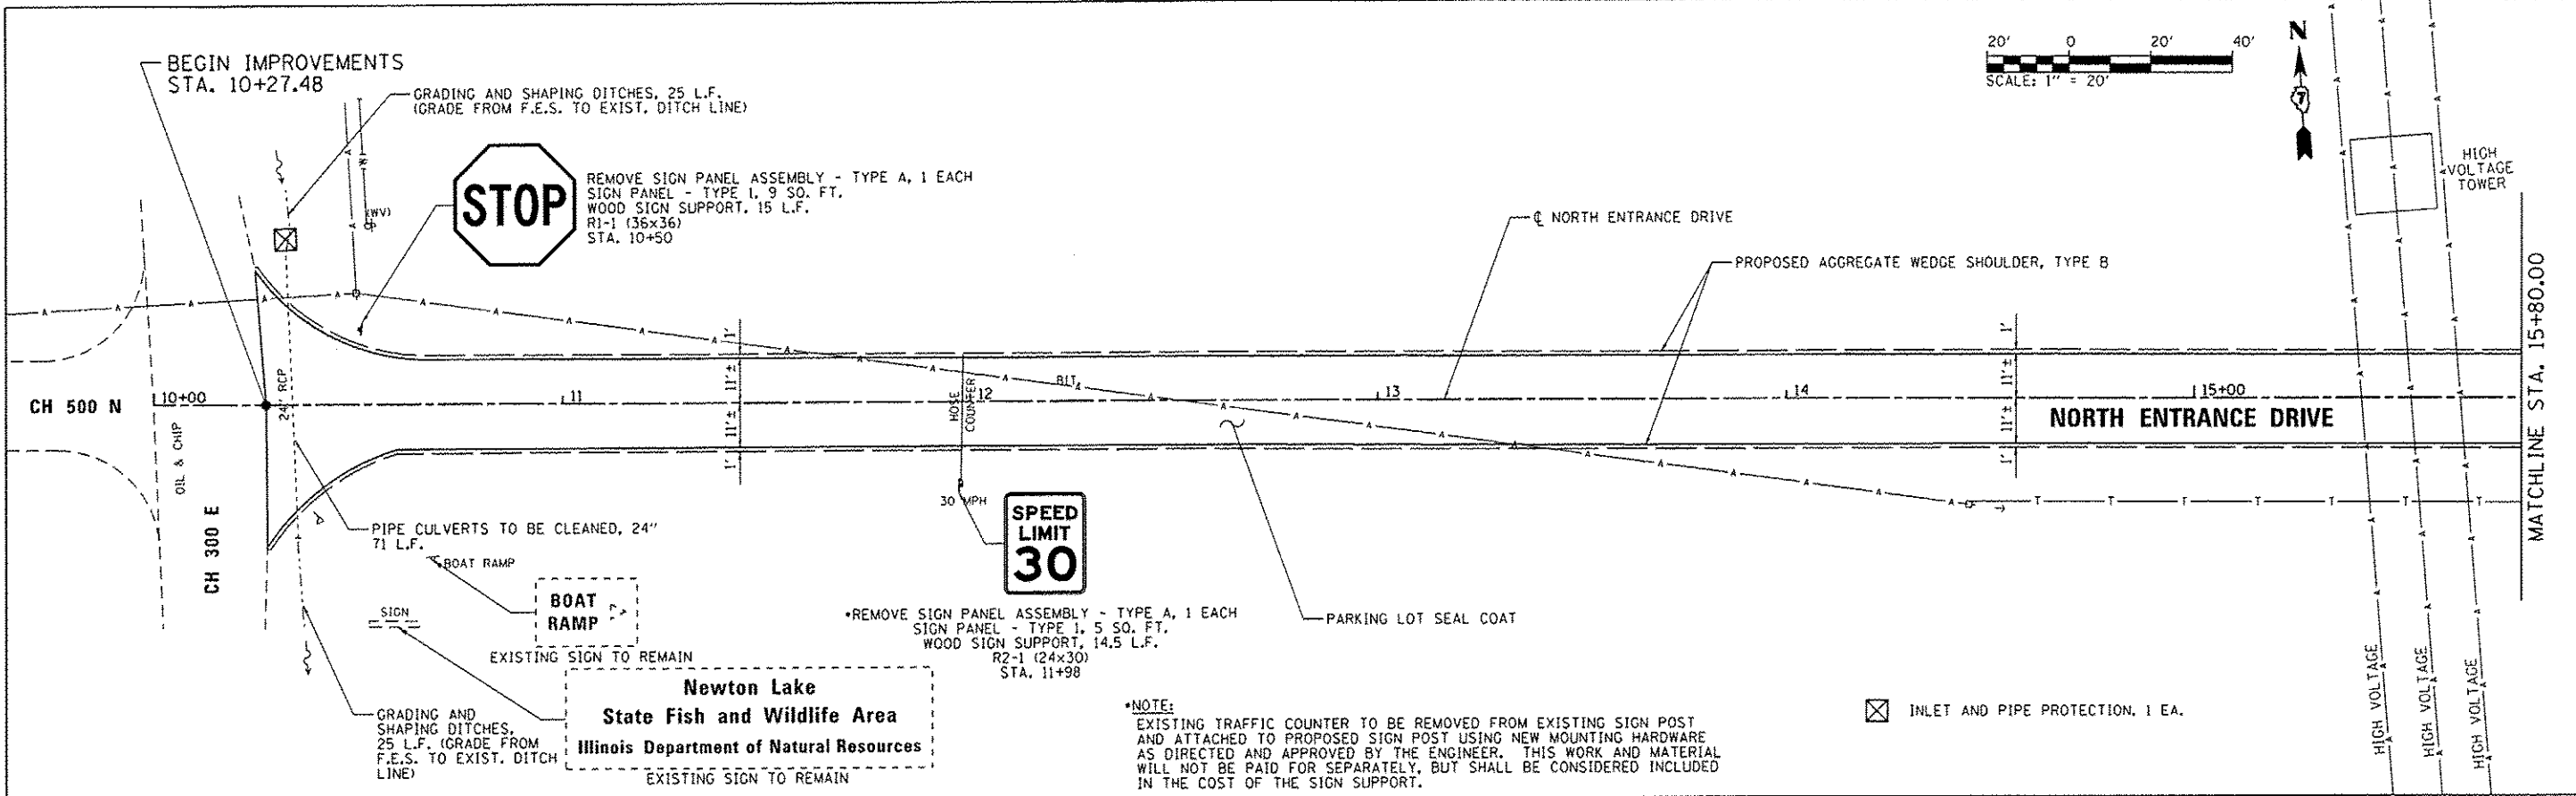 BEGIN IMPROVEMENTS
STA. 10+27.48
GRADING AND SHAPING DITCHES, 25 L.F.
(GRADE FROM F.E.S. TO EXIST. DITCH LINE)
STOP
REMOVE SIGN PANEL ASSEMBLY - TYPE A, 1 EACH
SIGN PANEL - TYPE 1, 9 SQ. FT.
WOOD SIGN SUPPORT, 15 L.F.
R1-1 (36x36)
STA. 10+50
(WV)
20' 0 20' 40'
SCALE: 1" = 20'
N
7
HIGH
VOLTAGE
TOWER
℄ NORTH ENTRANCE DRIVE
PROPOSED AGGREGATE WEDGE SHOULDER, TYPE B
MATCHLINE STA. 15+80.00
1'
11'±
11'±
1'
1'
11'±
11'±
1'
CH 500 N
10+00
11
12
13
14
15+00
24" RCP
OIL & CHIP
CH 300 E
HOSE
COUNTER
BIT.
NORTH ENTRANCE DRIVE
30 MPH
SPEED
LIMIT
30
PIPE CULVERTS TO BE CLEANED, 24"
71 L.F.
BOAT RAMP
BOAT
RAMP
EXISTING SIGN TO REMAIN
SIGN
*REMOVE SIGN PANEL ASSEMBLY - TYPE A, 1 EACH
SIGN PANEL - TYPE 1, 5 SQ. FT.
WOOD SIGN SUPPORT, 14.5 L.F.
R2-1 (24x30)
STA. 11+98
PARKING LOT SEAL COAT
Newton Lake
State Fish and Wildlife Area
Illinois Department of Natural Resources
EXISTING SIGN TO REMAIN
GRADING AND
SHAPING DITCHES,
25 L.F. (GRADE FROM
F.E.S. TO EXIST. DITCH
LINE)
*NOTE:
EXISTING TRAFFIC COUNTER TO BE REMOVED FROM EXISTING SIGN POST
AND ATTACHED TO PROPOSED SIGN POST USING NEW MOUNTING HARDWARE
AS DIRECTED AND APPROVED BY THE ENGINEER. THIS WORK AND MATERIAL
WILL NOT BE PAID FOR SEPARATELY, BUT SHALL BE CONSIDERED INCLUDED
IN THE COST OF THE SIGN SUPPORT.
INLET AND PIPE PROTECTION, 1 EA.
HIGH VOLTAGE
HIGH VOLTAGE
HIGH VOLTAGE